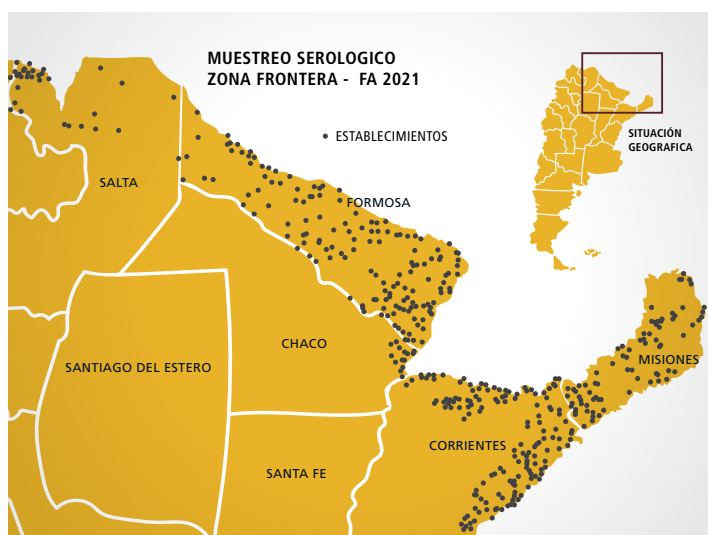 MUESTREO SEROLOGICO
ZONA FRONTERA - FA 2021
ESTABLECIMIENTOS
SITUACIÓN
GEOGRAFICA
SALTA
FORMOSA
CHACO
SANTIAGO DEL ESTERO
MISIONES
CORRIENTES
SANTA FE